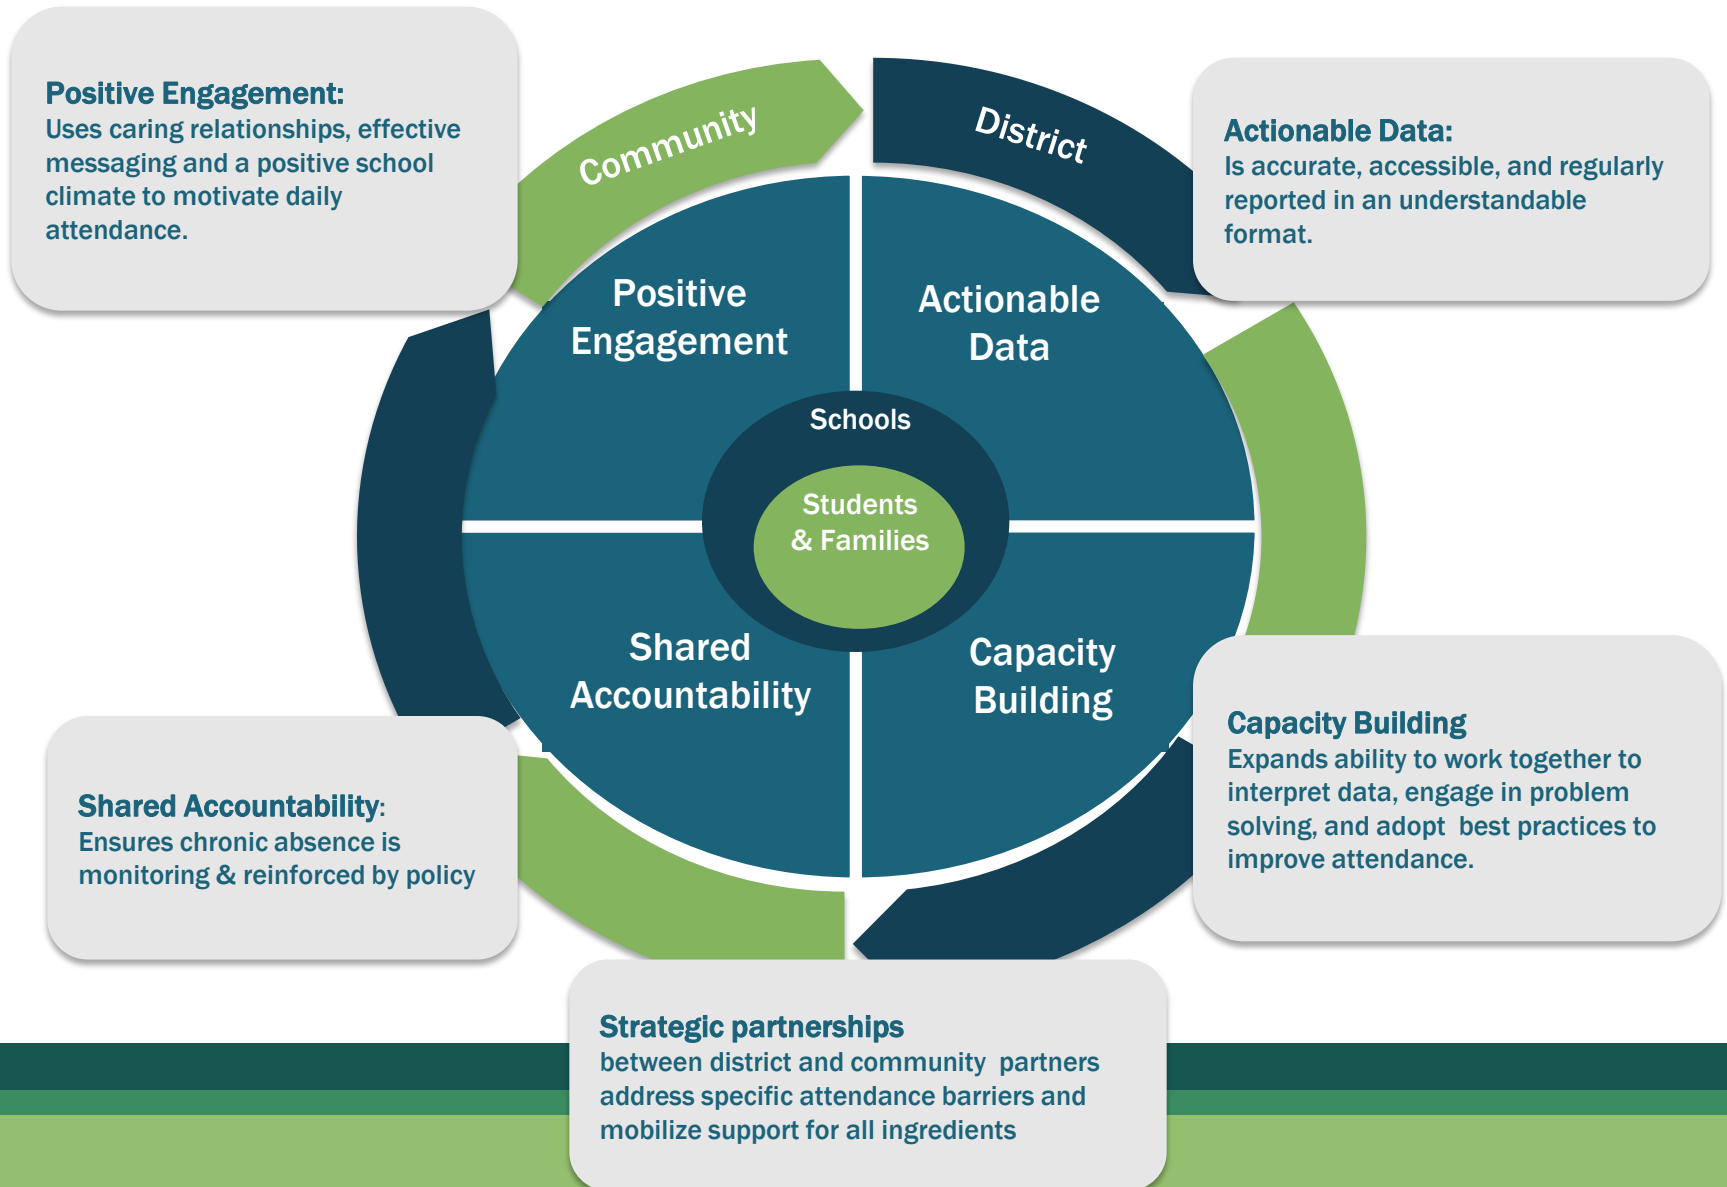 Positive Engagement:
Uses caring relationships, effective
messaging and a positive school
climate to motivate daily
attendance.
Community
District
Actionable Data:
Is accurate, accessible, and regularly
reported in an understandable
format.
Positive
Engagement
Actionable
Data
Schools
Students
& Families
Shared
Accountability
Capacity
Building
Shared Accountability:
Ensures chronic absence is
monitoring & reinforced by policy
Capacity Building
Expands ability to work together to
interpret data, engage in problem
solving, and adopt  best practices to
improve attendance.
Strategic partnerships
between district and community  partners
address specific attendance barriers and
mobilize support for all ingredients